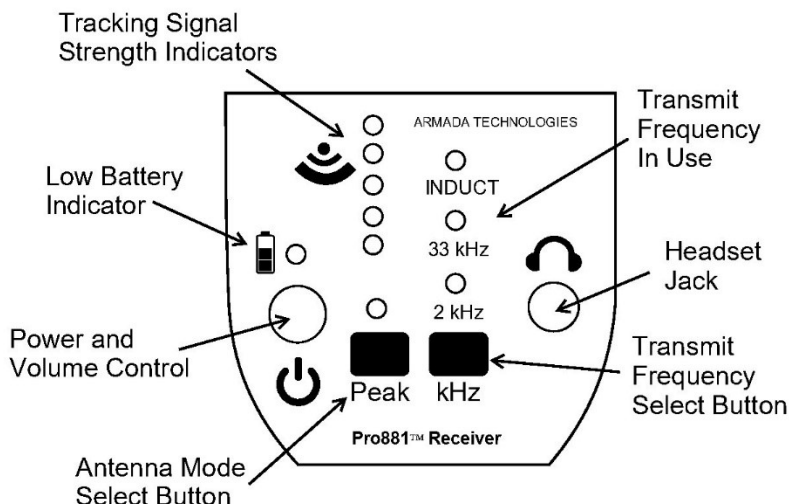 Tracking Signal
Strength Indicators
ARMADA TECHNOLOGIES
Transmit
Frequency
In Use
INDUCT
Low Battery
Indicator
33 kHz
Headset
Jack
2 kHz
Power and
Volume Control
Transmit
Frequency
Select Button
Peak kHz
Pro881™ Receiver
Antenna Mode
Select Button